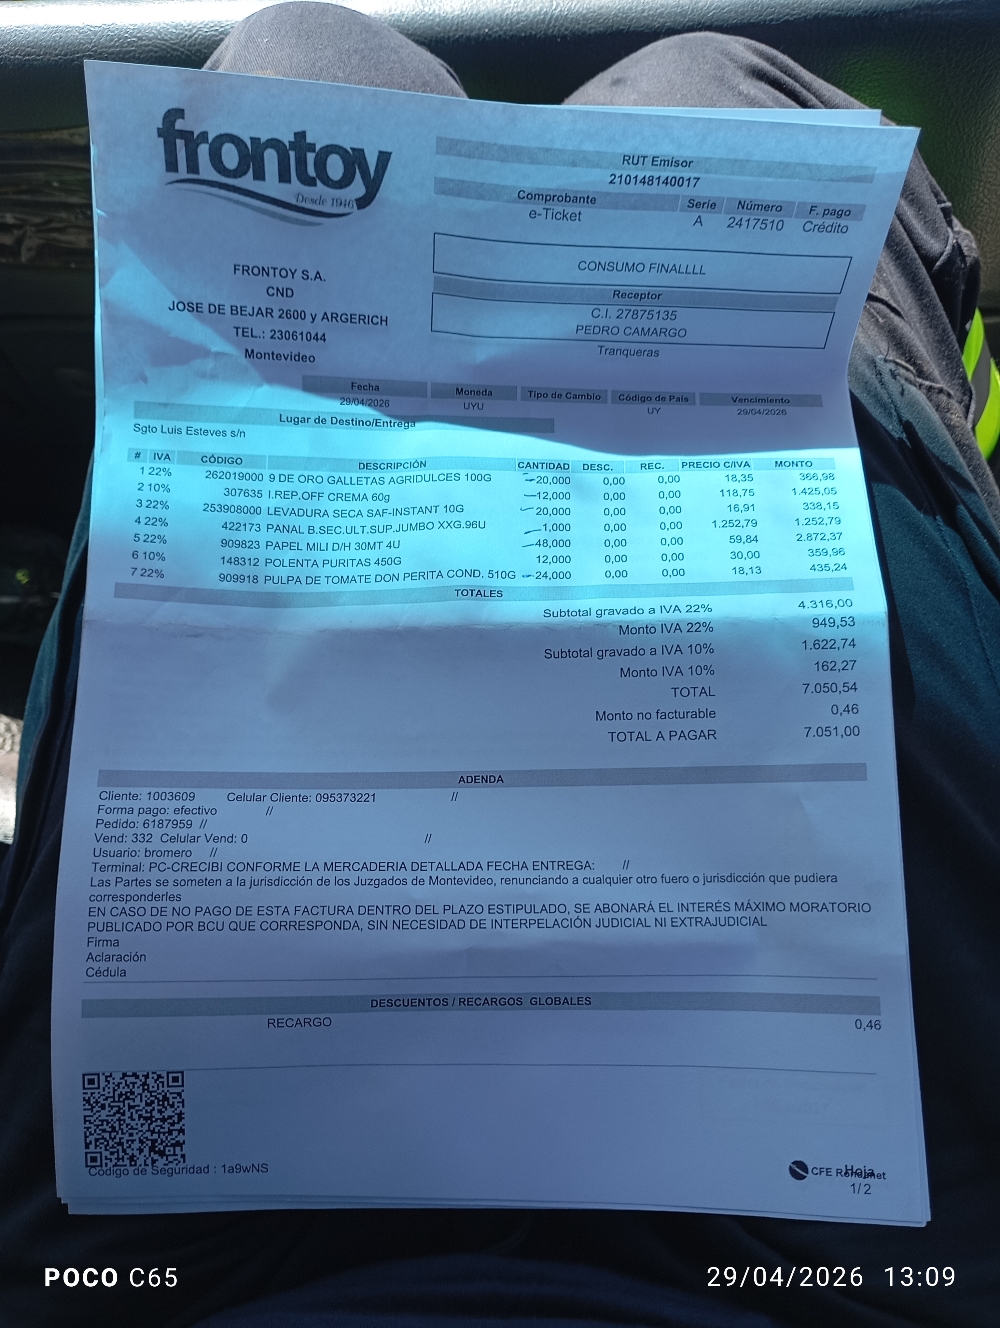 frontoy
Desde 1946
RUT Emisor
210148140017
Comprobante Serie Número F. pago
e-Ticket A 2417510 Crédito
CONSUMO FINALLLL
Receptor
C.I. 27875135
PEDRO CAMARGO
Tranqueras
FRONTOY S.A.
CND
JOSE DE BEJAR 2600 y ARGERICH
TEL.: 23061044
Montevideo
Fecha Moneda Tipo de Cambio Código de País Vencimiento
29/04/2026 UYU UY 29/04/2026
Lugar de Destino/Entrega
Sgto Luis Esteves s/n
# IVA CÓDIGO DESCRIPCIÓN CANTIDAD DESC. REC. PRECIO C/IVA MONTO
1 22% 262019000 9 DE ORO GALLETAS AGRIDULCES 100G 20,000 0,00 0,00 18,35 366,98
2 10% 307635 I.REP.OFF CREMA 60g 12,000 0,00 0,00 118,75 1.425,05
3 22% 253908000 LEVADURA SECA SAF-INSTANT 10G 20,000 0,00 0,00 16,91 338,15
4 22% 422173 PANAL B.SEC.ULT.SUP.JUMBO XXG.96U 1,000 0,00 0,00 1.252,79 1.252,79
5 22% 909823 PAPEL MILI D/H 30MT 4U 48,000 0,00 0,00 59,84 2.872,37
6 10% 148312 POLENTA PURITAS 450G 12,000 0,00 0,00 30,00 359,96
7 22% 909918 PULPA DE TOMATE DON PERITA COND. 510G 24,000 0,00 0,00 18,13 435,24
TOTALES
Subtotal gravado a IVA 22% 4.316,00
Monto IVA 22% 949,53
Subtotal gravado a IVA 10% 1.622,74
Monto IVA 10% 162,27
TOTAL 7.050,54
Monto no facturable 0,46
TOTAL A PAGAR 7.051,00
ADENDA
Cliente: 1003609 Celular Cliente: 095373221 //
Forma pago: efectivo //
Pedido: 6187959 //
Vend: 332 Celular Vend: 0 //
Usuario: bromero //
Terminal: PC-CRECIBI CONFORME LA MERCADERIA DETALLADA FECHA ENTREGA: //
Las Partes se someten a la jurisdicción de los Juzgados de Montevideo, renunciando a cualquier otro fuero o jurisdicción que pudiera
corresponderles
EN CASO DE NO PAGO DE ESTA FACTURA DENTRO DEL PLAZO ESTIPULADO, SE ABONARÁ EL INTERÉS MÁXIMO MORATORIO
PUBLICADO POR BCU QUE CORRESPONDA, SIN NECESIDAD DE INTERPELACIÓN JUDICIAL NI EXTRAJUDICIAL
Firma
Aclaración
Cédula
DESCUENTOS / RECARGOS GLOBALES
RECARGO 0,46
Código de Seguridad : 1a9wNS
CFE
Hoja
1/2
POCO C65
29/04/2026 13:09